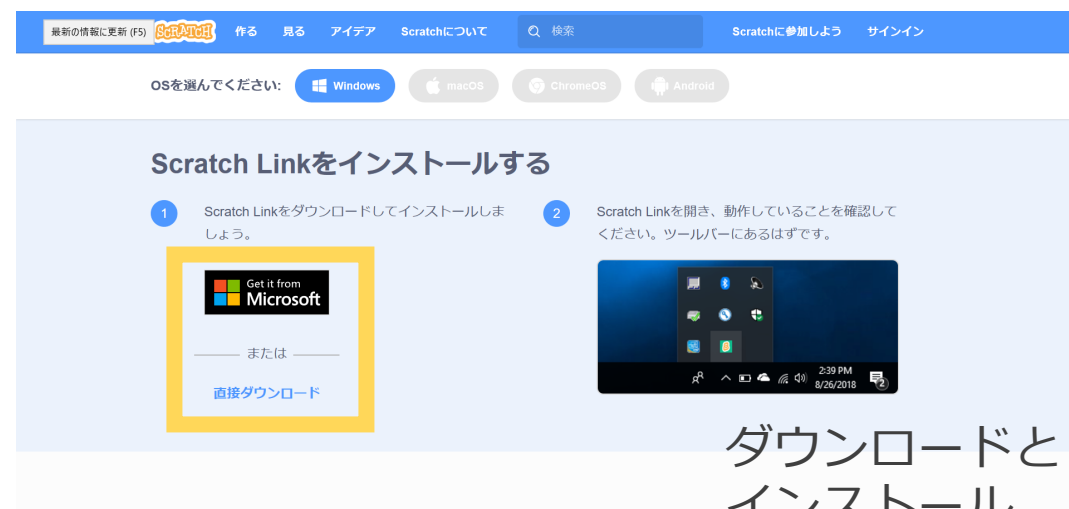 最新の情報に更新 (F5)
SCRATCH 作る 見る アイデア Scratchについて 検索 Scratchに参加しよう サインイン
OSを選んでください: Windows macOS ChromeOS Android
Scratch Linkをインストールする
1
Scratch Linkをダウンロードしてインストールしま
しょう。
Get it from
Microsoft
または
直接ダウンロード
2
Scratch Linkを開き、動作していることを確認して
ください。ツールバーにあるはずです。
2:39 PM
8/26/2018
2
ダウンロードと
インストール